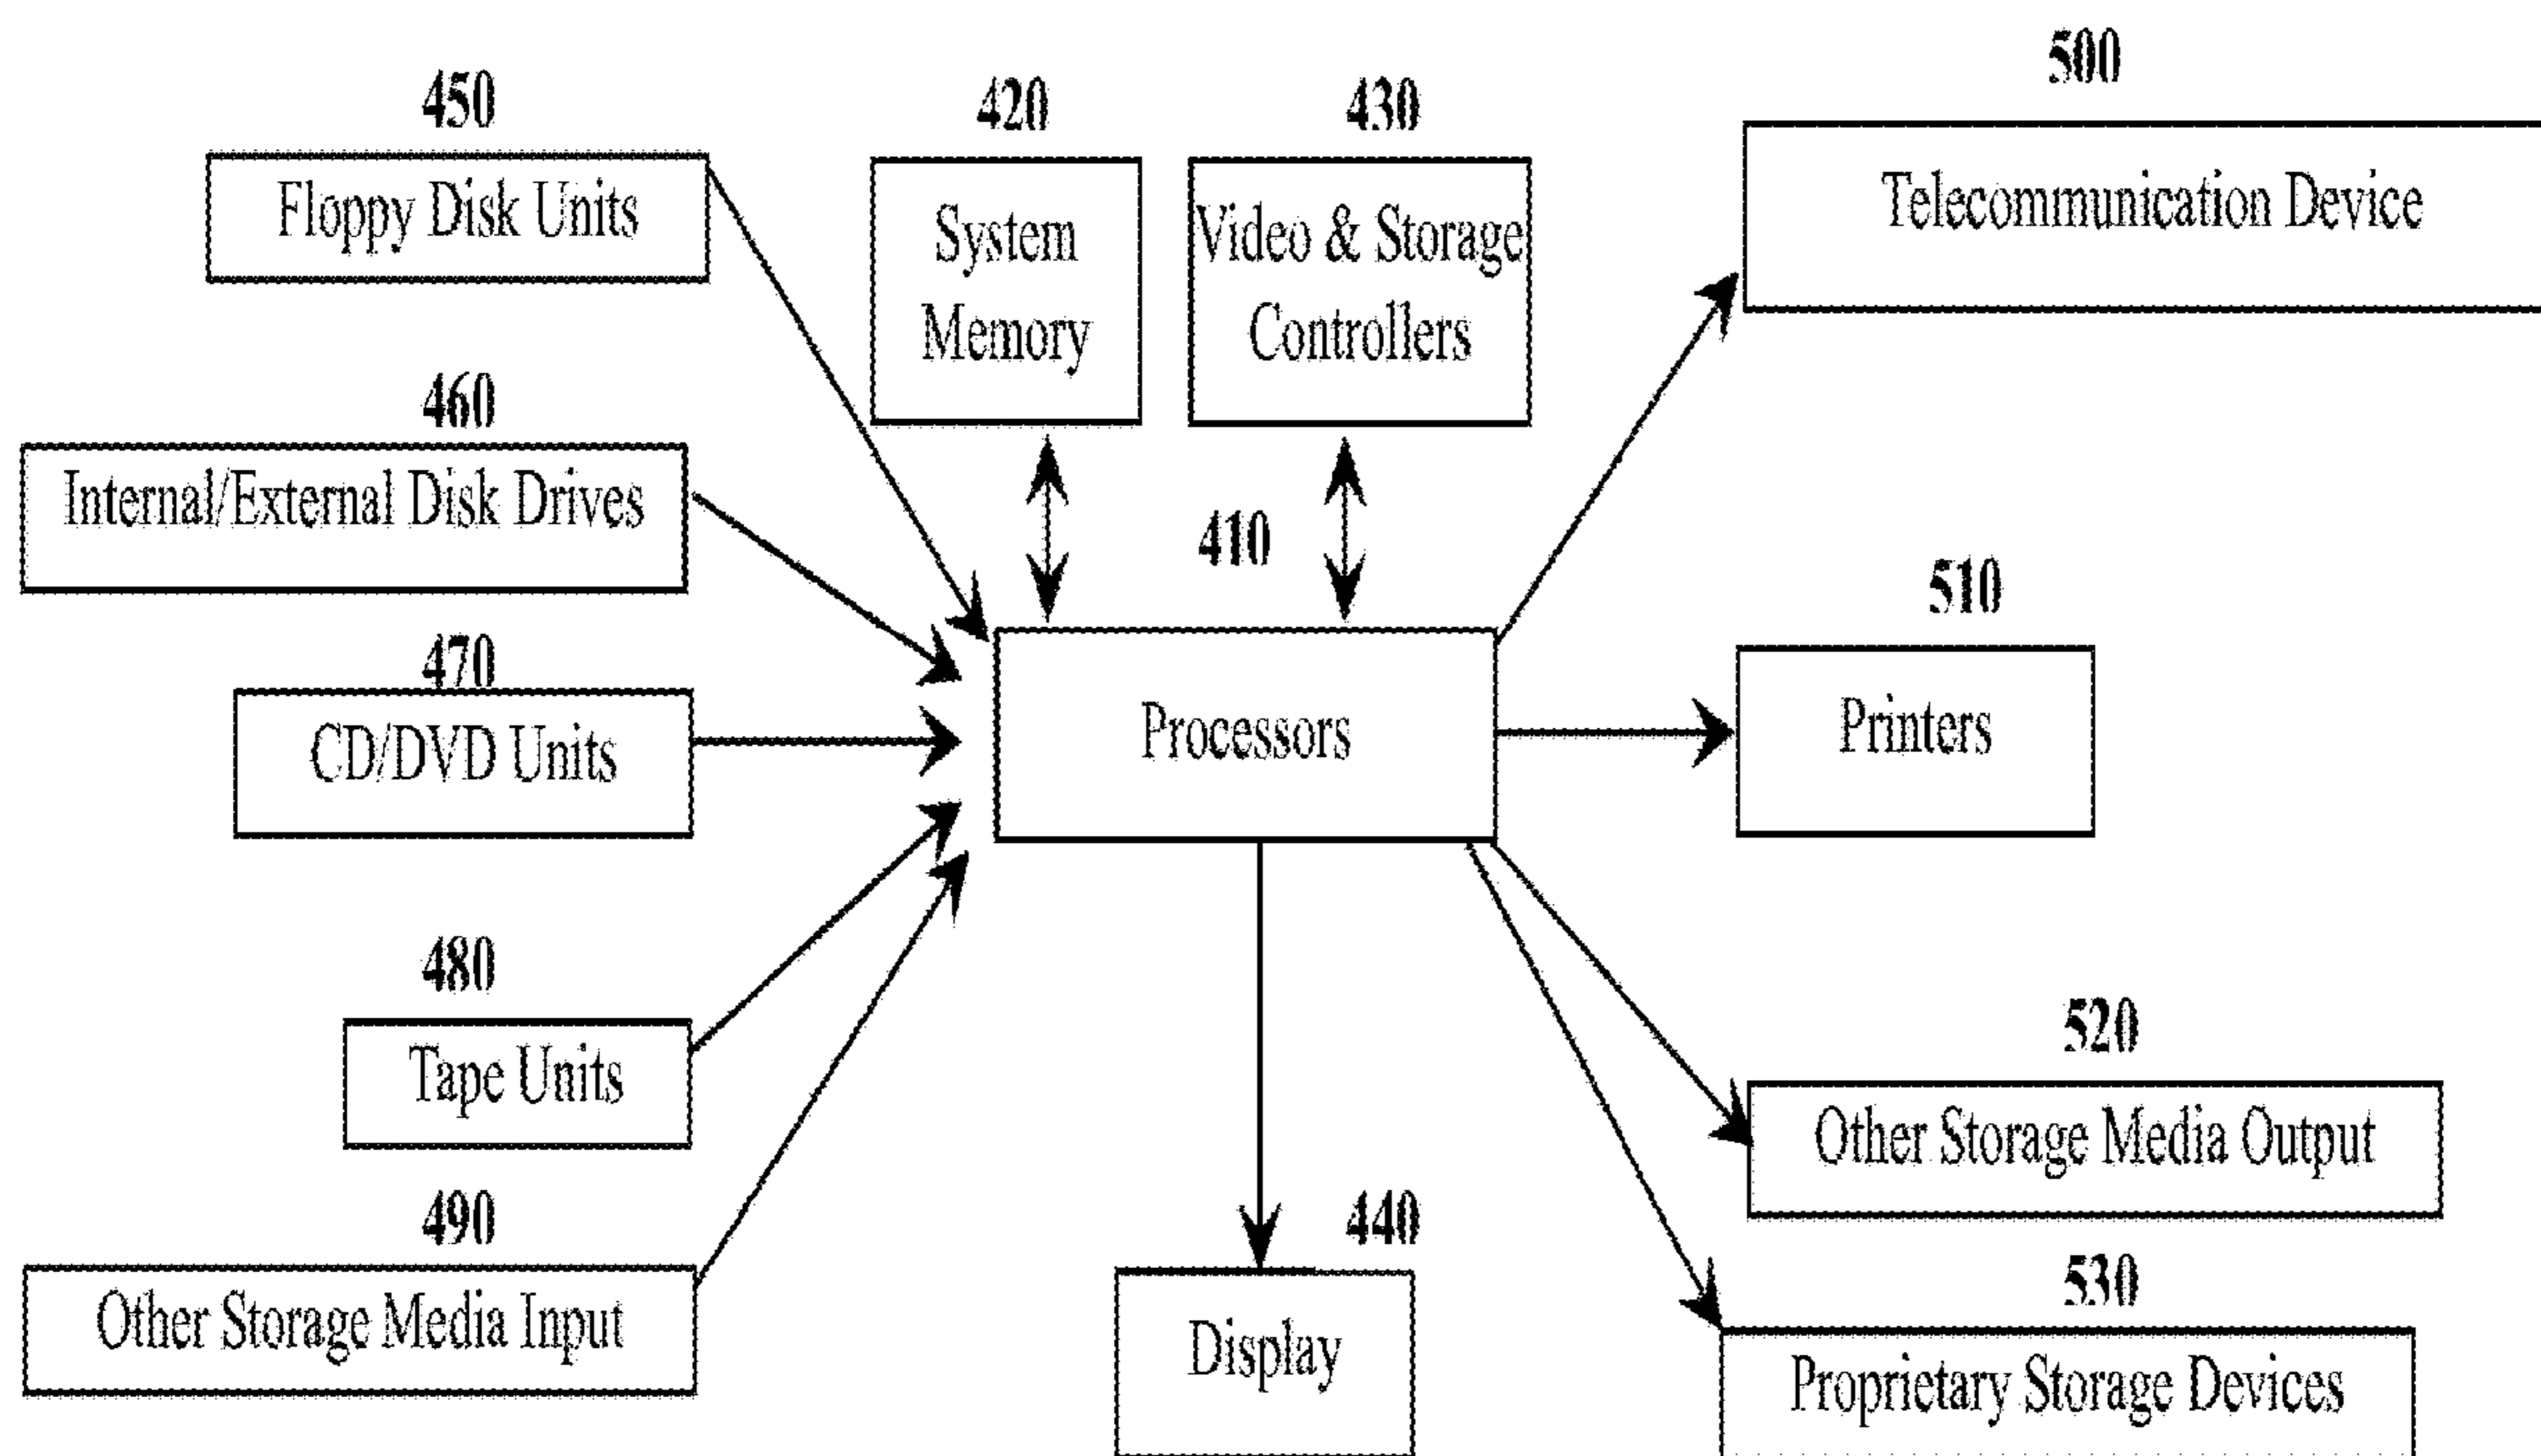 450
Floppy Disk Units
420
System
Memory
430
Video & Storage
Controllers
500
Telecommunication Device
460
Internal/External Disk Drives
410
Processors
510
Printers
470
CD/DVD Units
480
Tape Units
520
Other Storage Media Output
490
Other Storage Media Input
440
Display
530
Proprietary Storage Devices